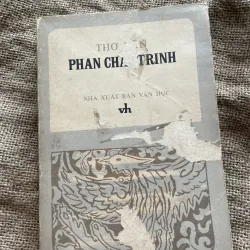 THƠ
PHAN CHÂU TRINH
NHÀ XUẤT BẢN VĂN HỌC
vh